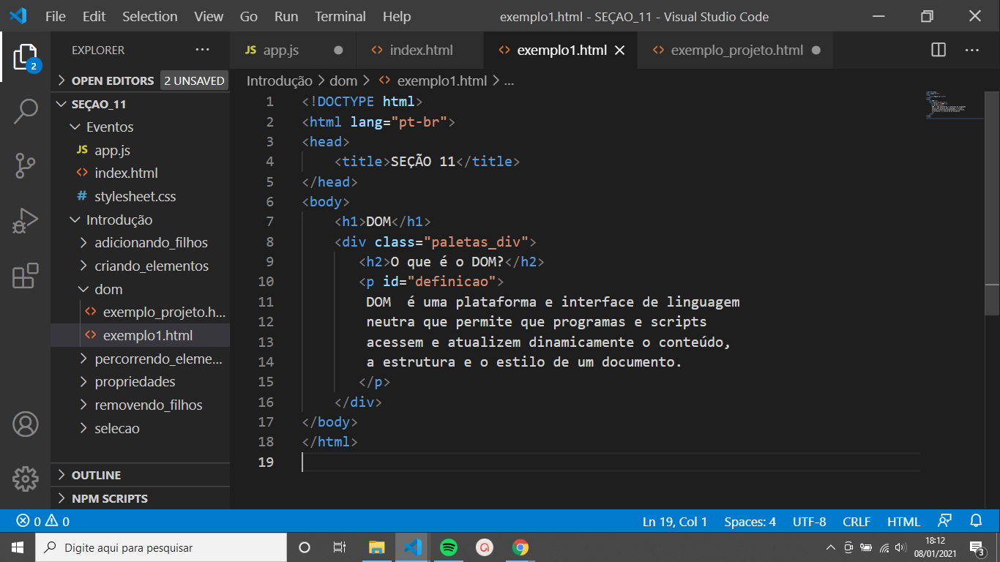 File Edit Selection View Go Run Terminal Help exemplo1.html - SEÇAO_11 - Visual Studio Code
EXPLORER ...
JS app.js index.html exemplo1.html exemplo_projeto.html ...
OPEN EDITORS 2 UNSAVED
Introdução > dom > exemplo1.html > ...
2
SEÇAO_11
Eventos
JS app.js
index.html
# stylesheet.css
Introdução
adicionando_filhos
criando_elementos
dom
exemplo_projeto.h...
exemplo1.html
percorrendo_eleme...
propriedades
removendo_filhos
selecao
OUTLINE
NPM SCRIPTS
1 <!DOCTYPE html>
2 <html lang="pt-br">
3 <head>
4 <title>SEÇÃO 11</title>
5 </head>
6 <body>
7 <h1>DOM</h1>
8 <div class="paletas_div">
9 <h2>O que é o DOM?</h2>
10 <p id="definicao">
11 DOM  é uma plataforma e interface de linguagem
12 neutra que permite que programas e scripts
13 acessem e atualizem dinamicamente o conteúdo,
14 a estrutura e o estilo de um documento.
15 </p>
16 </div>
17 </body>
18 </html>
19
0 0 Ln 19, Col 1 Spaces: 4 UTF-8 CRLF HTML
Digite aqui para pesquisar
18:12
08/01/2021
3